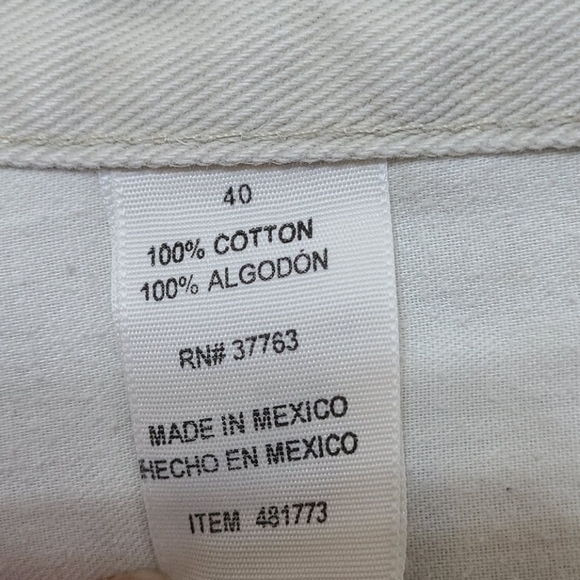 40
100% COTTON
100% ALGODÓN
RN# 37763
MADE IN MEXICO
HECHO EN MEXICO
ITEM 481773